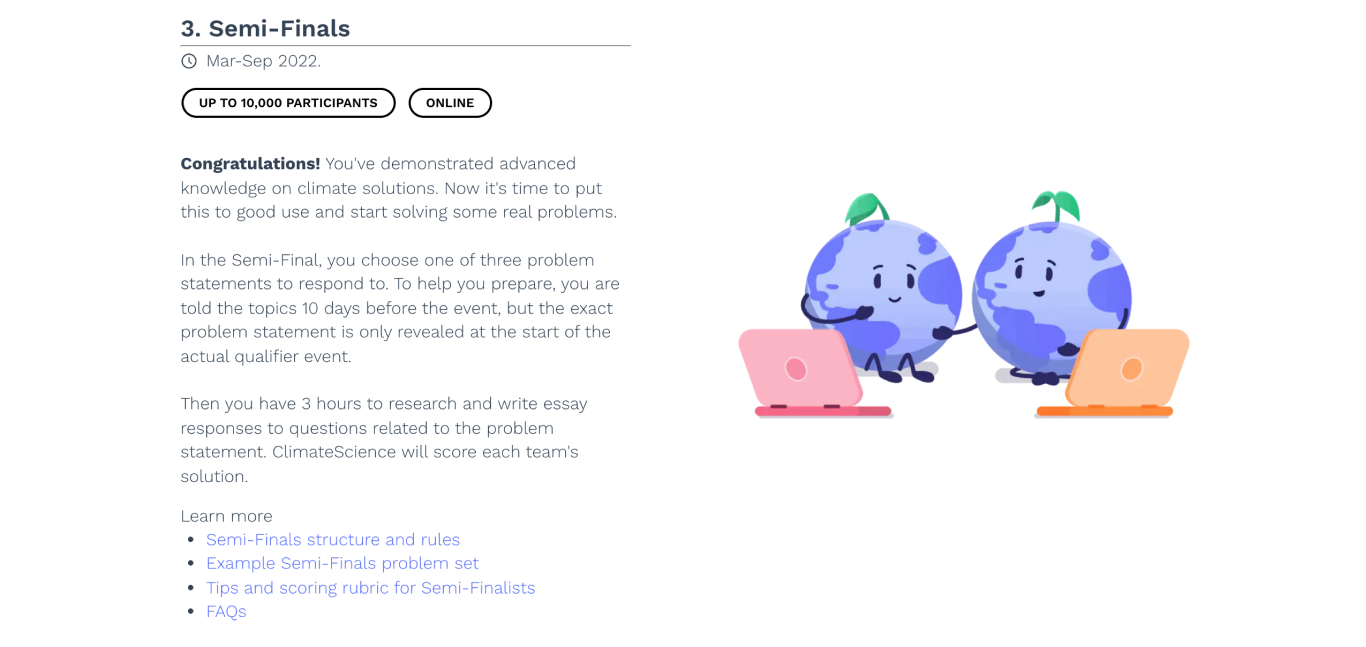 3. Semi-Finals
Mar-Sep 2022.
UP TO 10,000 PARTICIPANTS
ONLINE
Congratulations! You've demonstrated advanced
knowledge on climate solutions. Now it's time to put
this to good use and start solving some real problems.
In the Semi-Final, you choose one of three problem
statements to respond to. To help you prepare, you are
told the topics 10 days before the event, but the exact
problem statement is only revealed at the start of the
actual qualifier event.
Then you have 3 hours to research and write essay
responses to questions related to the problem
statement. ClimateScience will score each team's
solution.
Learn more
• Semi-Finals structure and rules
• Example Semi-Finals problem set
• Tips and scoring rubric for Semi-Finalists
• FAQs